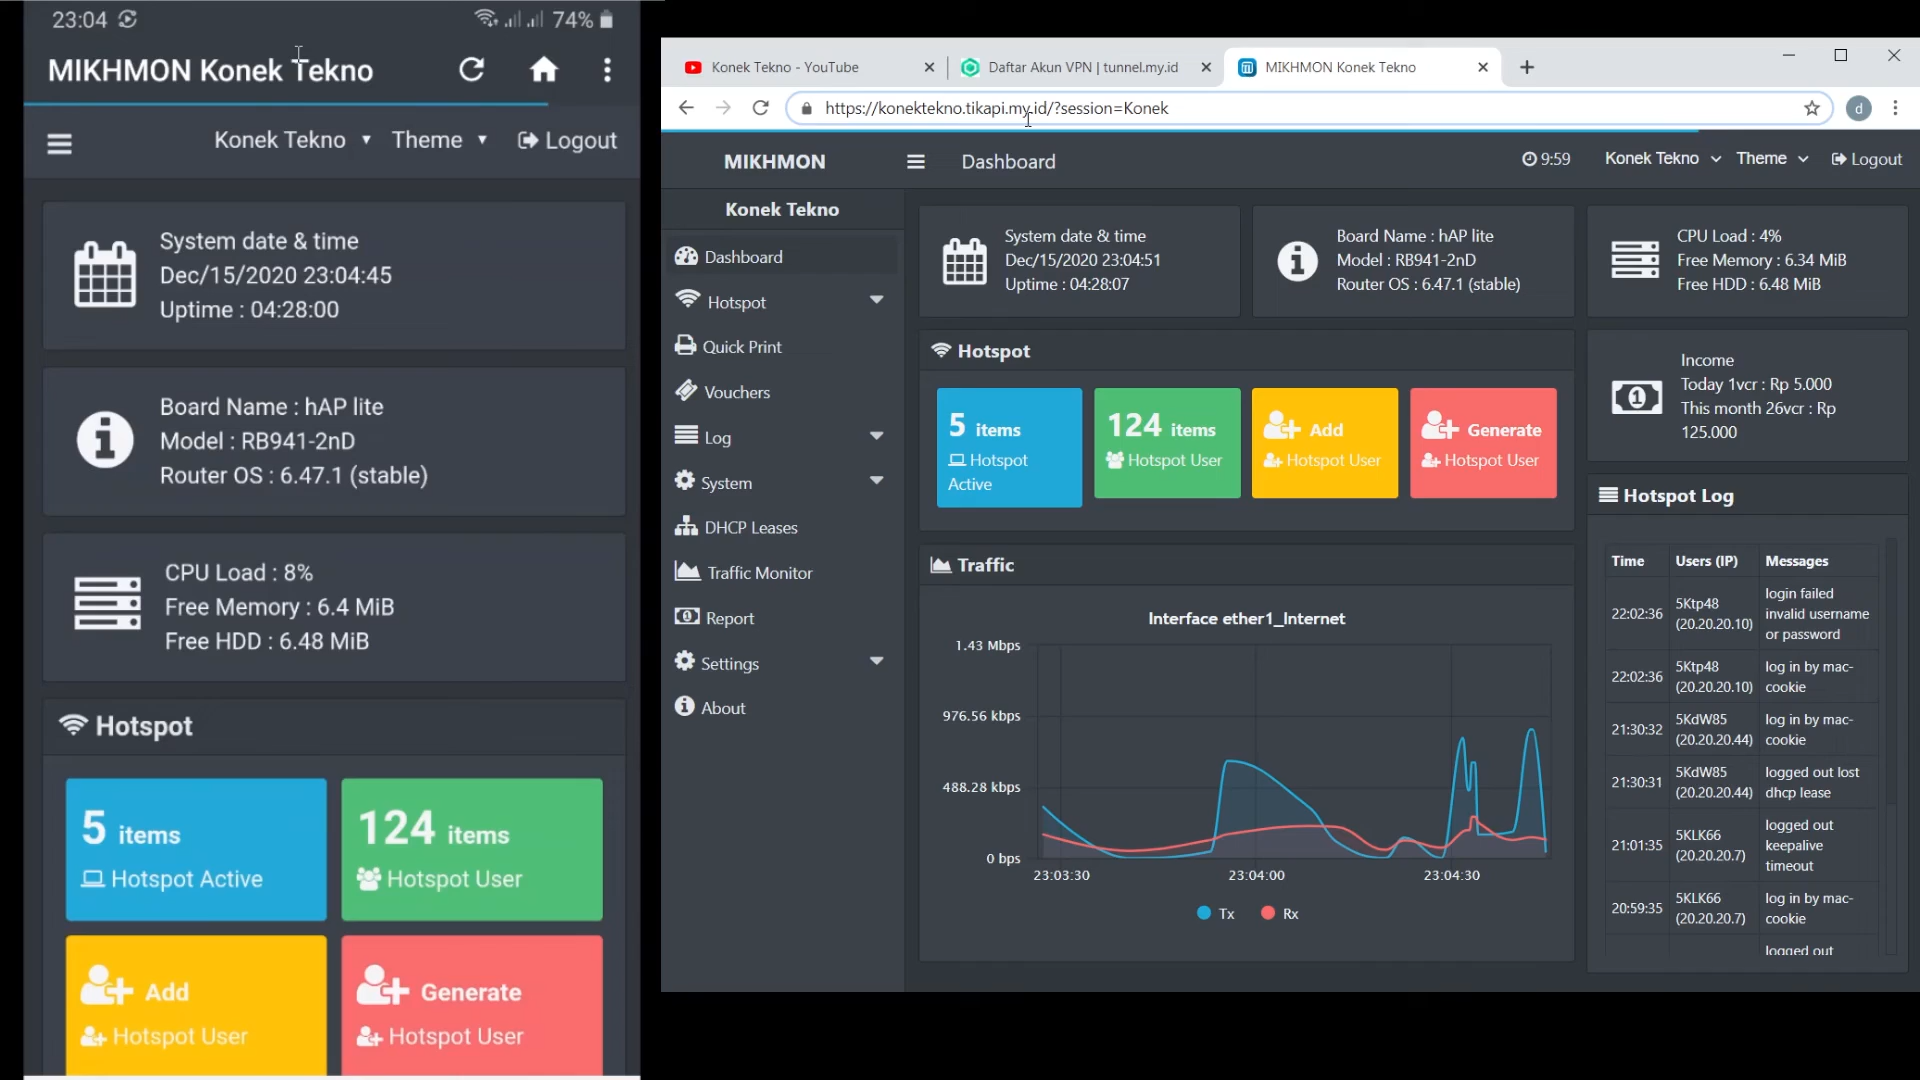 23:04
74%
MIKHMON Konek Tekno
Konek Tekno
Theme
Logout
System date & time
Dec/15/2020 23:04:45
Uptime : 04:28:00
Board Name : hAP lite
Model : RB941-2nD
Router OS : 6.47.1 (stable)
CPU Load : 8%
Free Memory : 6.4 MiB
Free HDD : 6.48 MiB
Hotspot
5 items
Hotspot Active
124 items
Hotspot User
Add
Hotspot User
Generate
Hotspot User
Konek Tekno - YouTube
Daftar Akun VPN | tunnel.my.id
MIKHMON Konek Tekno
https://konektekno.tikapi.my.id/?session=Konek
d
MIKHMON
Dashboard
9:59
Konek Tekno
Theme
Logout
Konek Tekno
Dashboard
Hotspot
Quick Print
Vouchers
Log
System
DHCP Leases
Traffic Monitor
Report
Settings
About
System date & time
Dec/15/2020 23:04:51
Uptime : 04:28:07
Board Name : hAP lite
Model : RB941-2nD
Router OS : 6.47.1 (stable)
CPU Load : 4%
Free Memory : 6.34 MiB
Free HDD : 6.48 MiB
Hotspot
5 items
Hotspot
Active
124 items
Hotspot User
Add
Hotspot User
Generate
Hotspot User
Income
Today 1vcr : Rp 5.000
This month 26vcr : Rp
125.000
Traffic
Interface ether1_Internet
1.43 Mbps
976.56 kbps
488.28 kbps
0 bps
23:03:30
23:04:00
23:04:30
Tx
Rx
Hotspot Log
Time Users (IP) Messages
22:02:36 5Ktp48 (20.20.20.10) login failed invalid username or password
22:02:36 5Ktp48 (20.20.20.10) log in by mac-cookie
21:30:32 5KdW85 (20.20.20.44) log in by mac-cookie
21:30:31 5KdW85 (20.20.20.44) logged out lost dhcp lease
21:01:35 5KLK66 (20.20.20.7) logged out keepalive timeout
20:59:35 5KLK66 (20.20.20.7) log in by mac-cookie
logged out